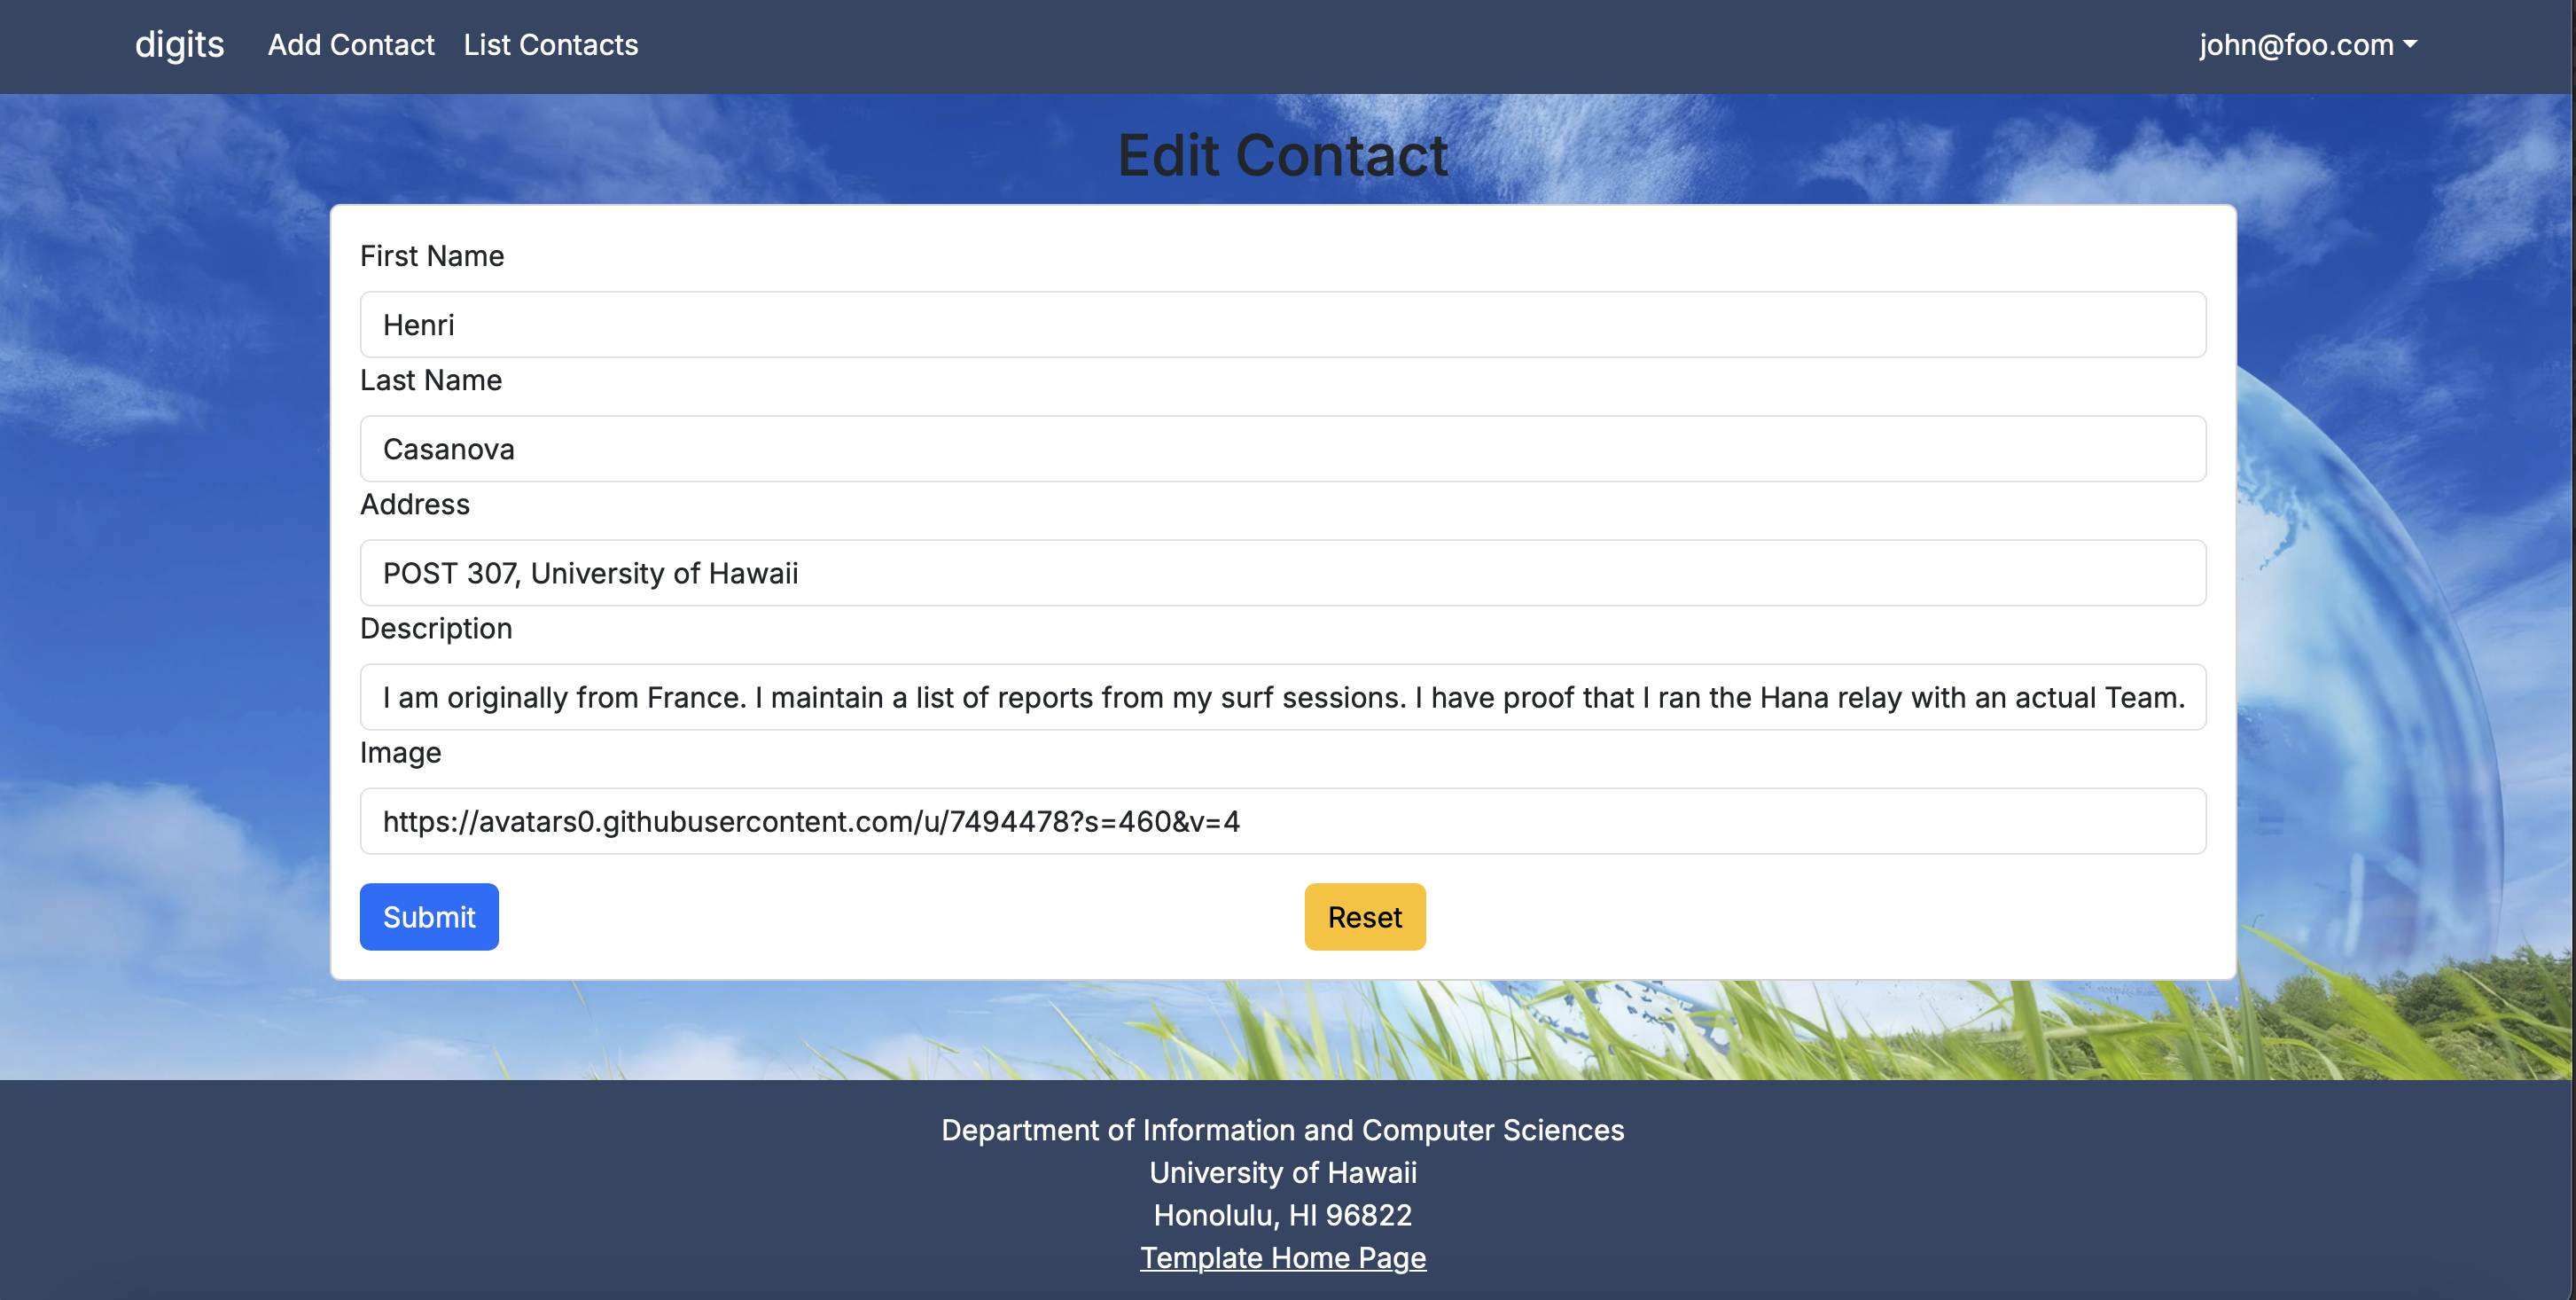 digits Add Contact List Contacts john@foo.com
Edit Contact
First Name
Henri
Last Name
Casanova
Address
POST 307, University of Hawaii
Description
I am originally from France. I maintain a list of reports from my surf sessions. I have proof that I ran the Hana relay with an actual Team.
Image
https://avatars0.githubusercontent.com/u/7494478?s=460&v=4
Submit Reset
Department of Information and Computer Sciences
University of Hawaii
Honolulu, HI 96822
Template Home Page